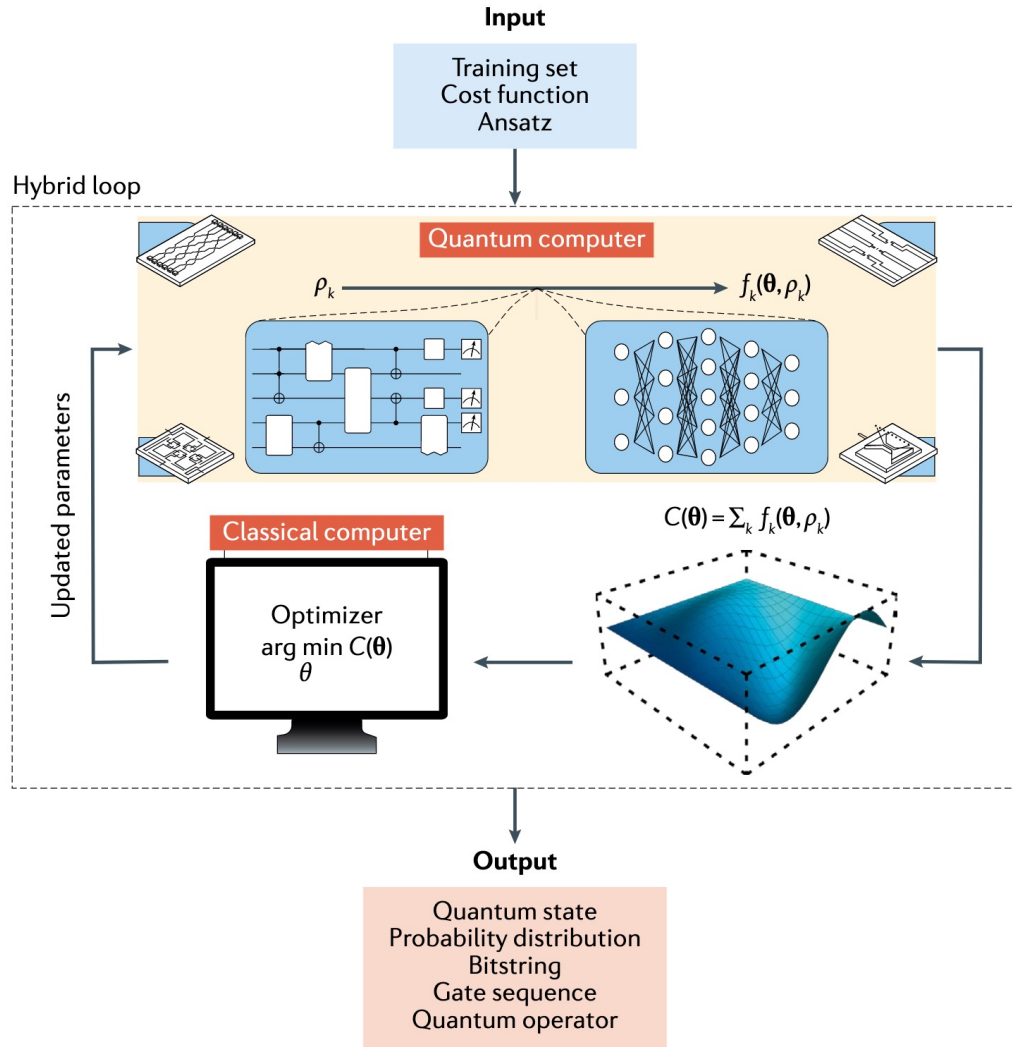 Input
Training set
Cost function
Ansatz
Hybrid loop
Quantum computer
ρₖ
fₖ(θ, ρₖ)
Updated parameters
Classical computer
Optimizer
arg min C(θ)
θ
C(θ) = ∑ₖ fₖ(θ, ρₖ)
Output
Quantum state
Probability distribution
Bitstring
Gate sequence
Quantum operator